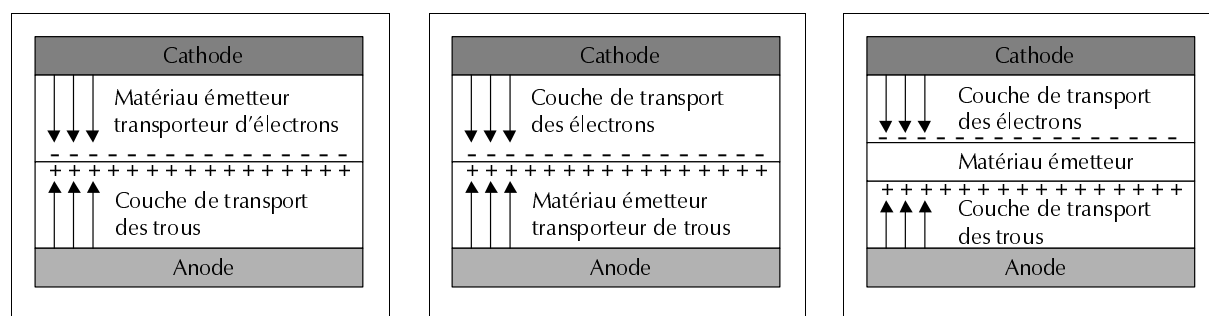 Cathode
Matériau émetteur
transporteur d'électrons
- - - - - - - - - - - - - - - -
+ + + + + + + + + + + + + + + +
Couche de transport
des trous
Anode
Cathode
Couche de transport
des électrons
- - - - - - - - - - - - - - - -
+ + + + + + + + + + + + + + + +
Matériau émetteur
transporteur de trous
Anode
Cathode
Couche de transport
des électrons
- - - - - - - - - - - - - - - -
Matériau émetteur
+ + + + + + + + + + + + + + + +
Couche de transport
des trous
Anode